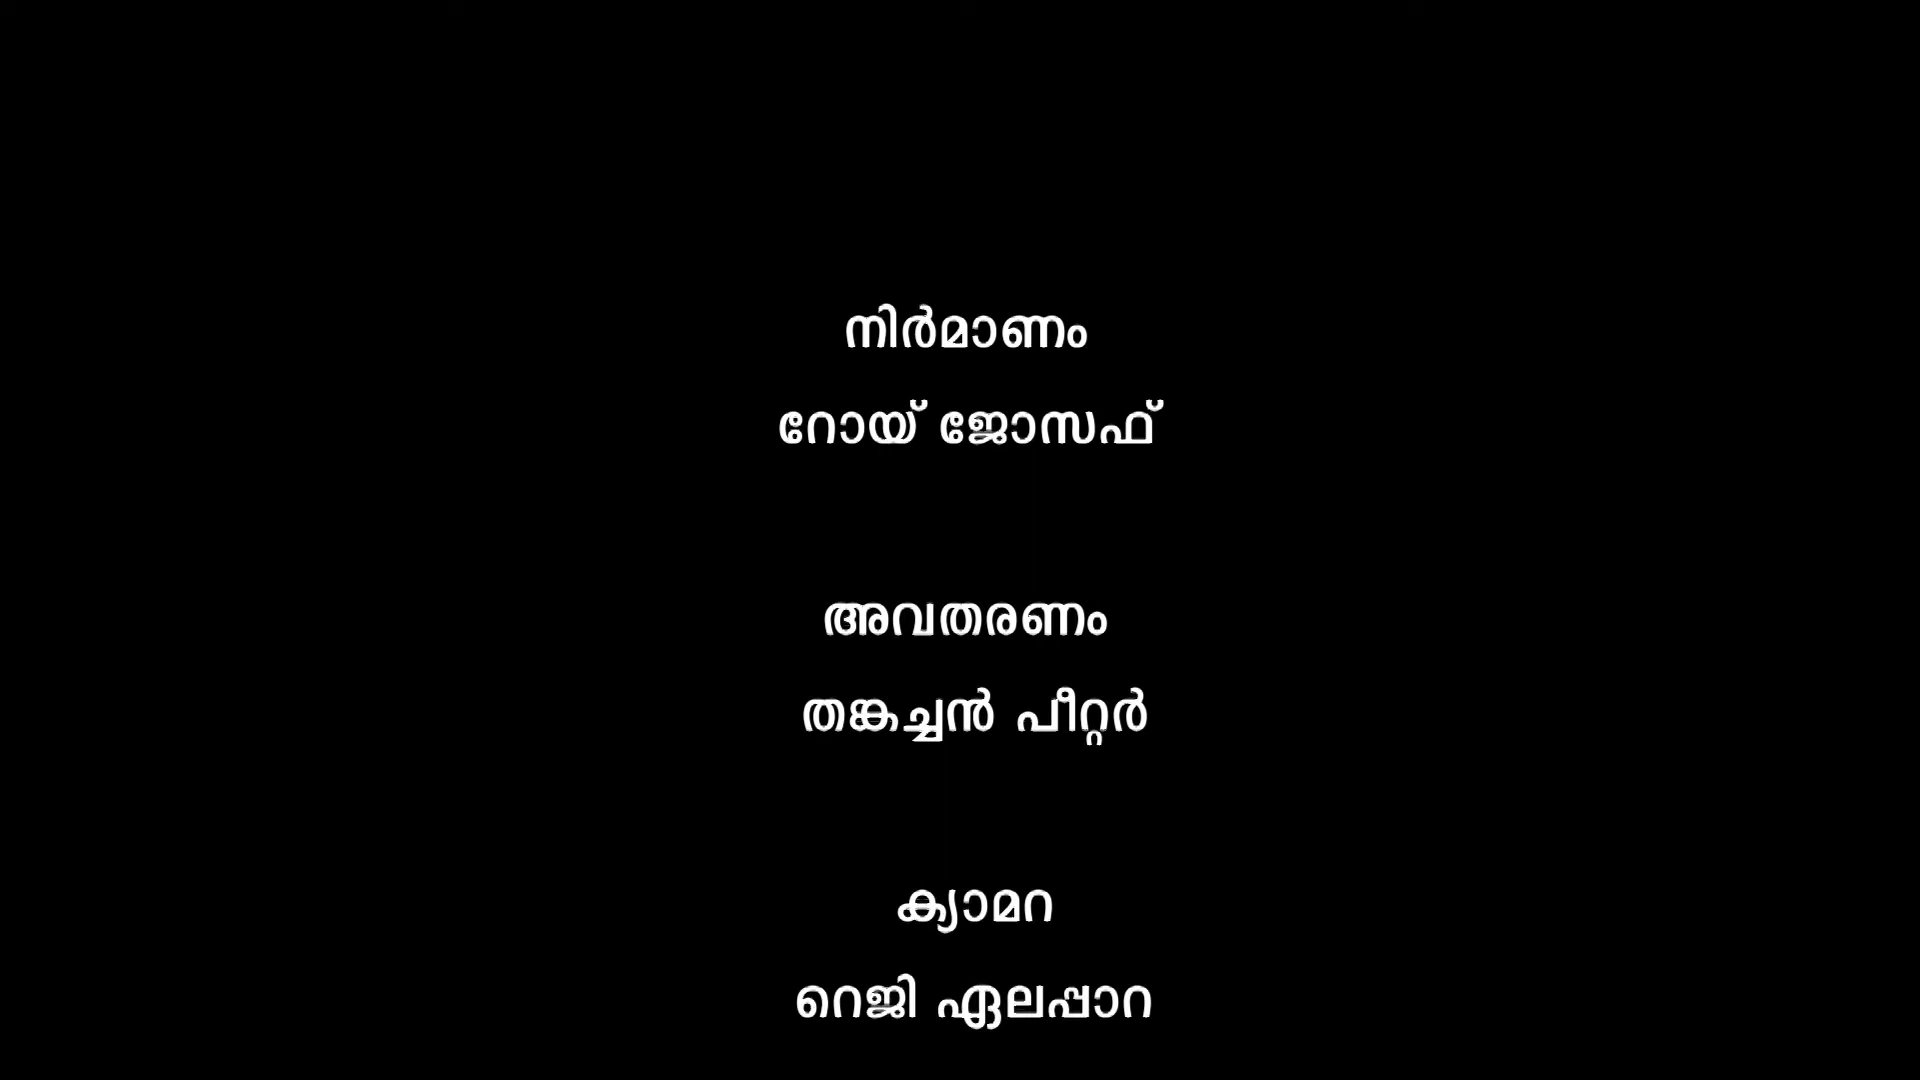 നിർമാണം
റോയ് ജോസഫ്
അവതരണം
തങ്കച്ചൻ പീറ്റർ
ക്യാമറ
റെജി ഏലപ്പാറ